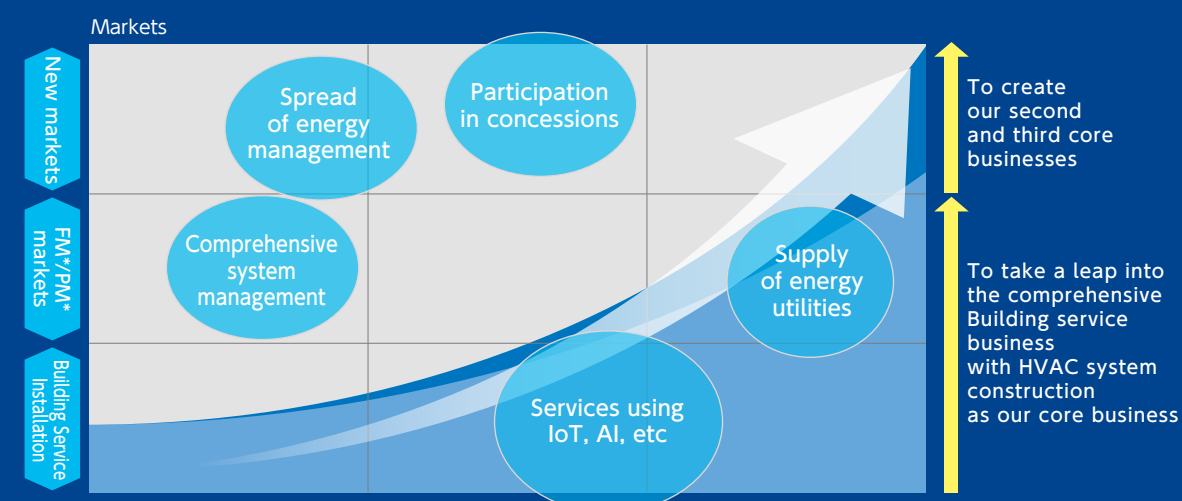 Markets
New markets
FM*/PM*
markets
Building Service
Installation
Spread
of energy
management
Participation
in concessions
Comprehensive
system
management
Supply
of energy
utilities
Services using
IoT, AI, etc
To create
our second
and third core
businesses
To take a leap into
the comprehensive
Building service
business
with HVAC system
construction
as our core business